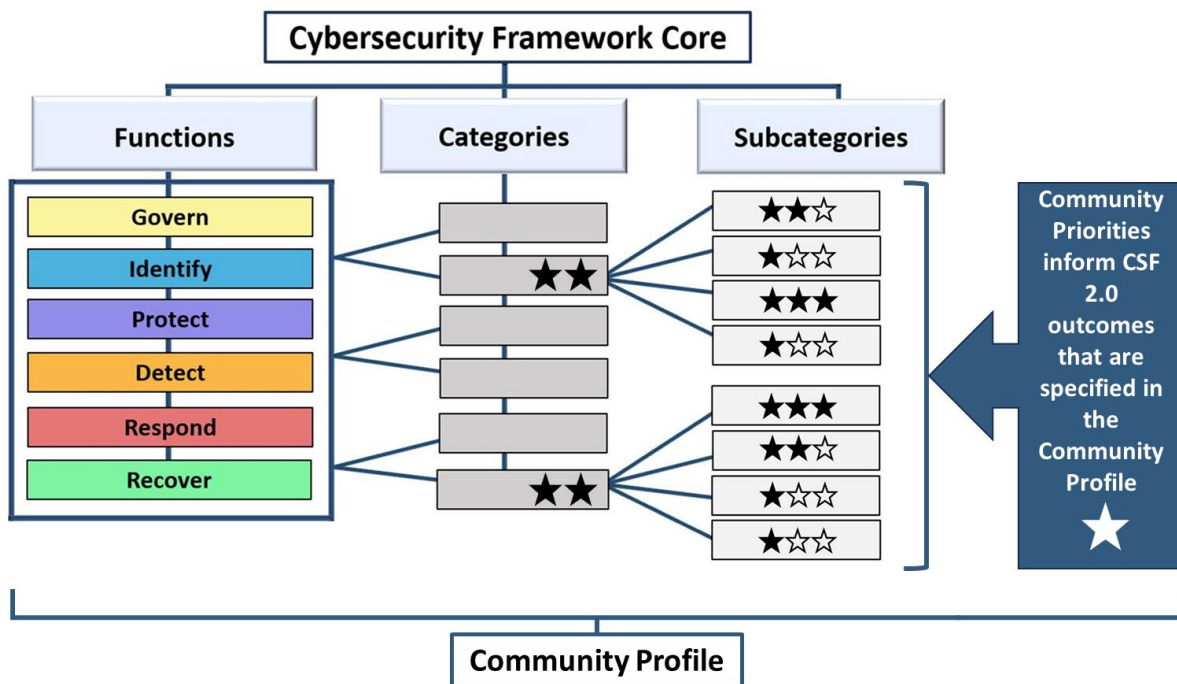 Cybersecurity Framework Core
Functions
Categories
Subcategories
Govern
Identify
Protect
Detect
Respond
Recover
★★
★★
★★☆
★☆☆
★★★
★☆☆
★★★
★★☆
★☆☆
★☆☆
Community
Priorities
inform CSF
2.0
outcomes
that are
specified in
the
Community
Profile
★
Community Profile